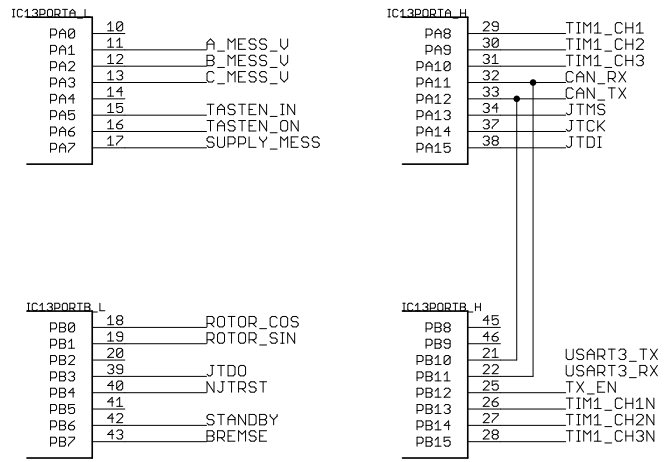 IC13PORTA_L
PA0 10
PA1 11 A_MESS_V
PA2 12 B_MESS_V
PA3 13 C_MESS_V
PA4 14
PA5 15 TASTEN_IN
PA6 16 TASTEN_ON
PA7 17 SUPPLY_MESS
IC13PORTA_H
PA8 29 TIM1_CH1
PA9 30 TIM1_CH2
PA10 31 TIM1_CH3
PA11 32 CAN_RX
PA12 33 CAN_TX
PA13 34 JTMS
PA14 37 JTCK
PA15 38 JTDI
IC13PORTB_L
PB0 18 ROTOR_COS
PB1 19 ROTOR_SIN
PB2 20
PB3 39 JTDO
PB4 40 NJTRST
PB5 41
PB6 42 STANDBY
PB7 43 BREMSE
IC13PORTB_H
PB8 45
PB9 46
PB10 21 USART3_TX
PB11 22 USART3_RX
PB12 25 TX_EN
PB13 26 TIM1_CH1N
PB14 27 TIM1_CH2N
PB15 28 TIM1_CH3N